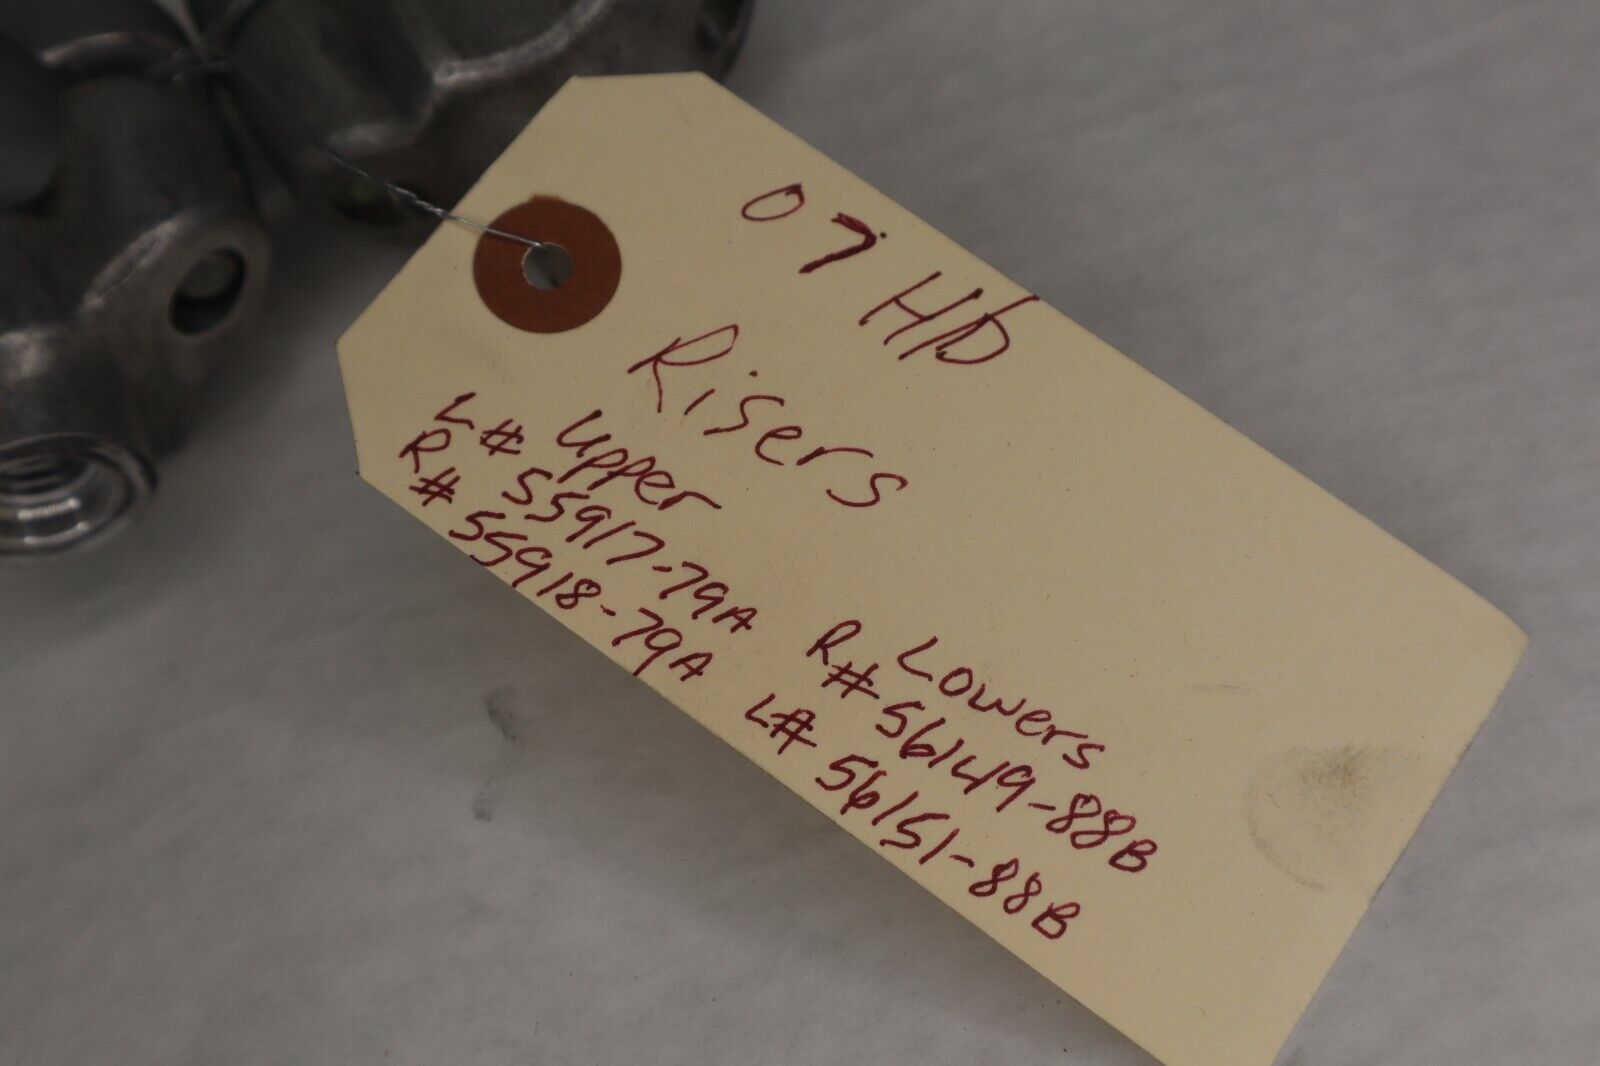 07 HD
Risers
Upper
L# 55917-79A
R# 55918-79A
Lowers
R# 56149-88B
L# 56151-88B